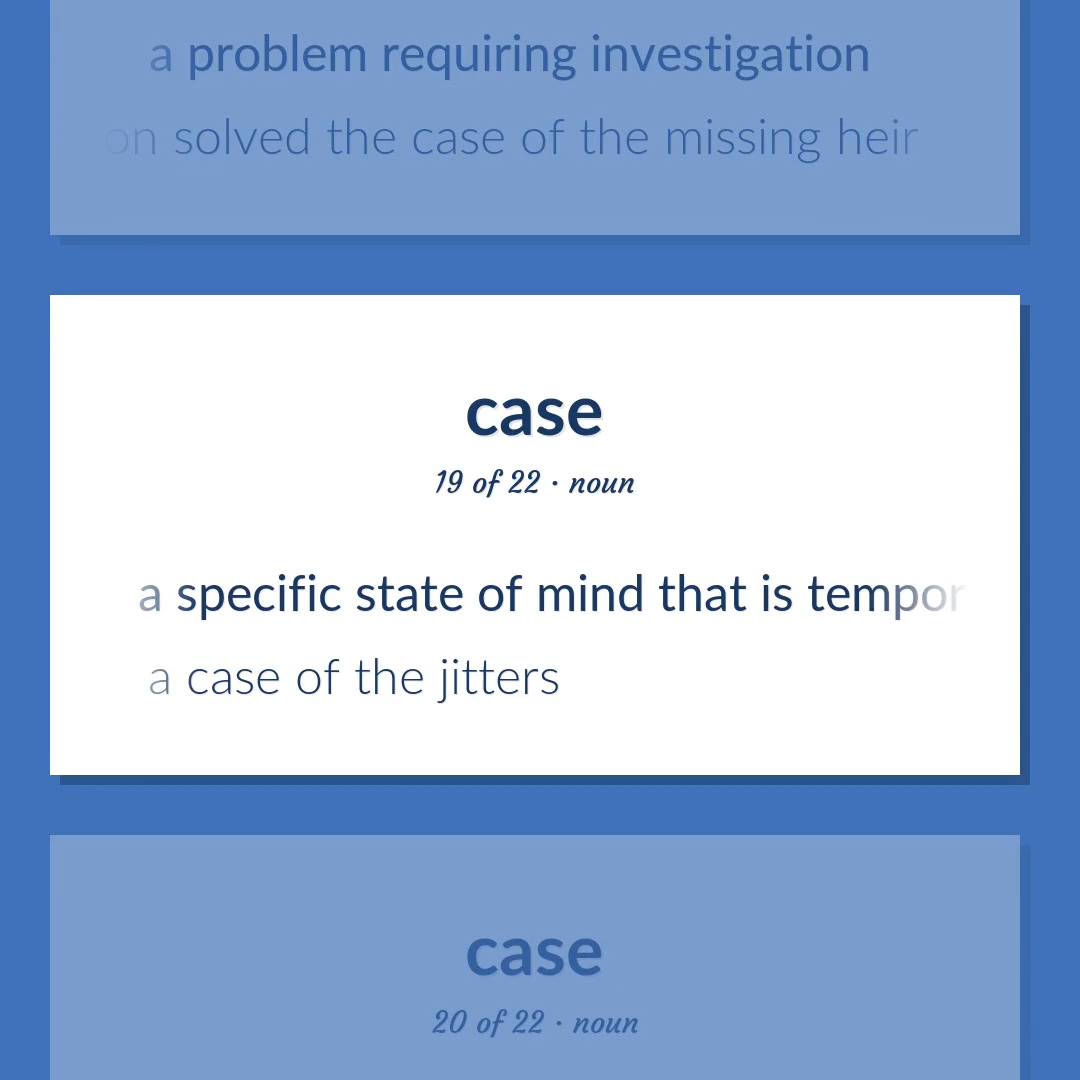 a problem requiring investigation
on solved the case of the missing heir
case
19 of 22 · noun
a specific state of mind that is tempor
a case of the jitters
case
20 of 22 · noun